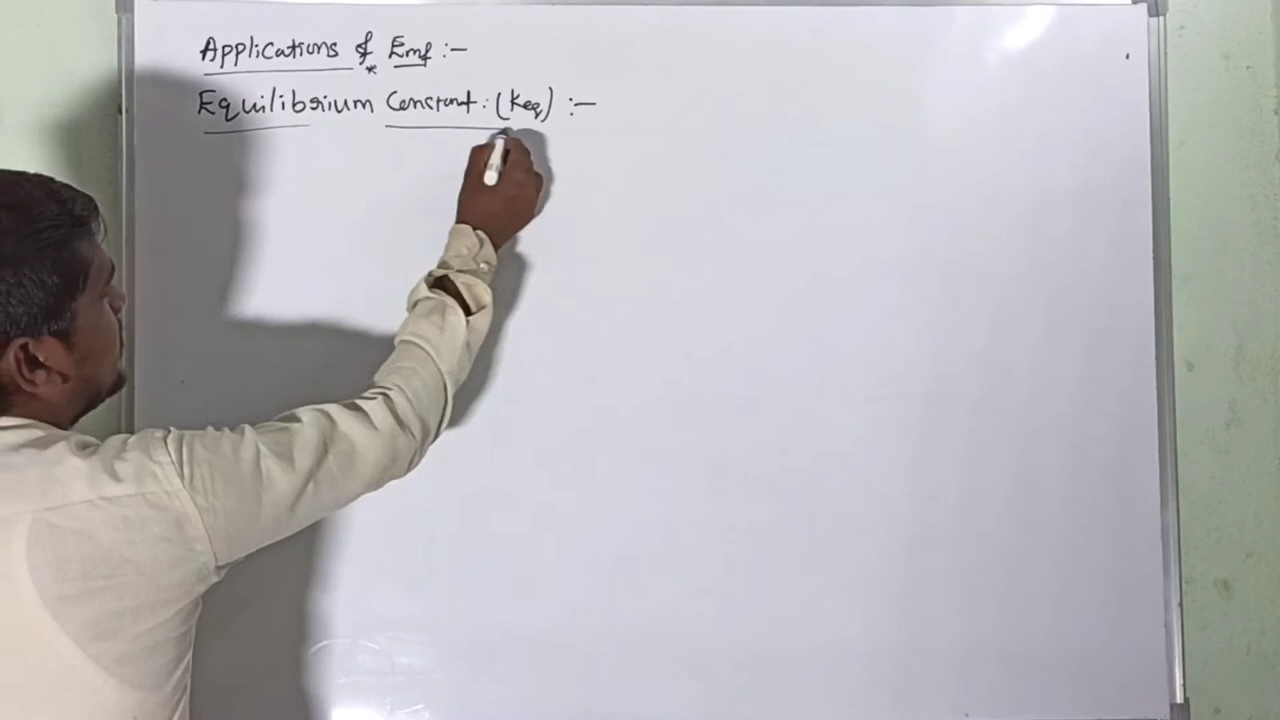 Applications of Emf :-
Equilibrium Constant : (Keq) :-